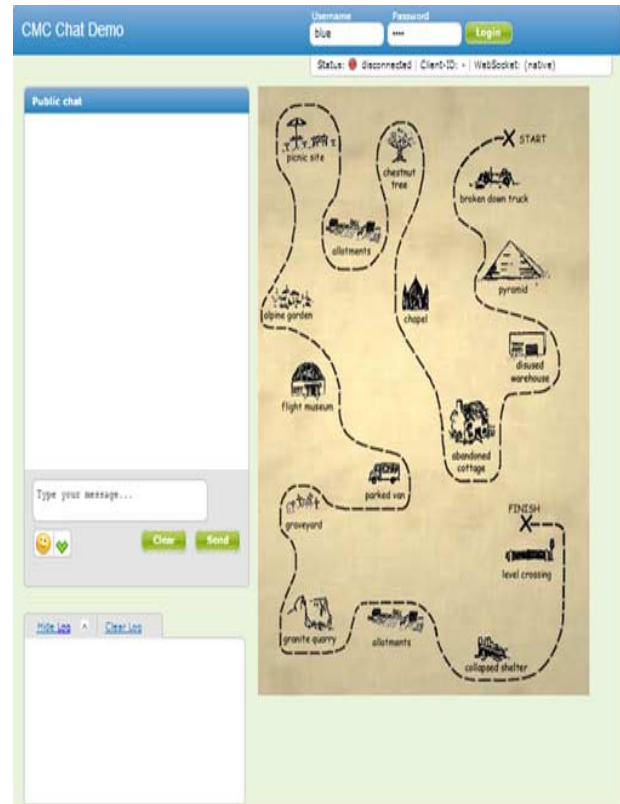 CMC Chat Demo
Username
Password
blue
••••
Login
Status: disconnected | Client-ID: - | WebSocket: (native)
Public chat
Type your message...
Clear
Send
Hide Log ^ Clear Log
START
picnic site
chestnut
tree
broken down truck
allotments
pyramid
alpine garden
chapel
disused
warehouse
flight museum
abandoned
cottage
parked van
graveyard
FINISH
level crossing
granite quarry
allotments
collapsed shelter